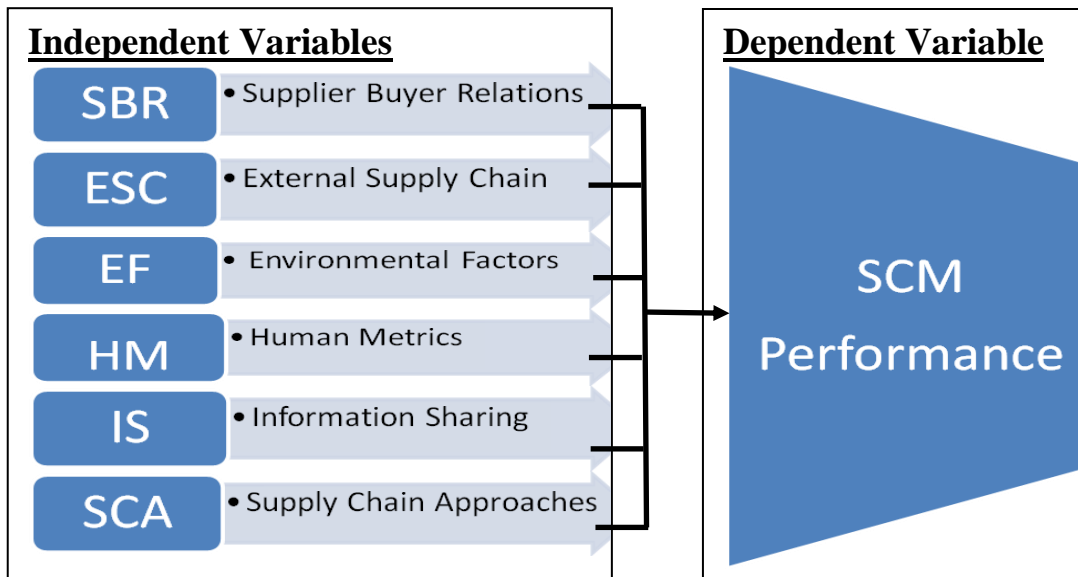 Independent Variables
SBR
• Supplier Buyer Relations
ESC
• External Supply Chain
EF
• Environmental Factors
HM
• Human Metrics
IS
• Information Sharing
SCA
• Supply Chain Approaches
Dependent Variable
SCM
Performance